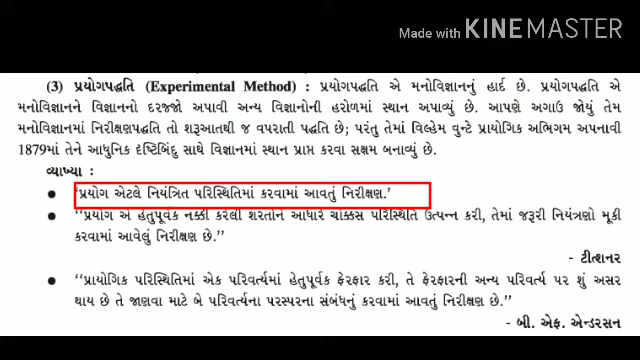 Made with KINEMASTER
(3) પ્રયોગપદ્ધતિ (Experimental Method) : પ્રયોગપદ્ધતિ એ મનોવિજ્ઞાનનું હાર્દ છે. પ્રયોગપદ્ધતિ એ
મનોવિજ્ઞાનને વિજ્ઞાનનો દરજ્જો અપાવી અન્ય વિજ્ઞાનોની હરોળમાં સ્થાન અપાવ્યું છે. આપણે અગાઉ જોયું તેમ
મનોવિજ્ઞાનમાં નિરીક્ષણપદ્ધતિ તો શરૂઆતથી જ વપરાતી પદ્ધતિ છે; પરંતુ તેમાં વિલ્હેમ વુન્ટે પ્રાયોગિક અભિગમ અપનાવી
1879માં તેને આધુનિક દૃષ્ટિબિંદુ સાથે વિજ્ઞાનમાં સ્થાન પ્રાપ્ત કરવા સક્ષમ બનાવ્યું છે.
વ્યાખ્યા :
● 'પ્રયોગ એટલે નિયંત્રિત પરિસ્થિતિમાં કરવામાં આવતું નિરીક્ષણ.'
● ''પ્રયોગ એ હેતુપૂર્વક નક્કી કરેલી શરતોને આધારે ચોક્કસ પરિસ્થિતિ ઉત્પન્ન કરી, તેમાં જરૂરી નિયંત્રણો મૂકી
કરવામાં આવેલું નિરીક્ષણ છે.''
- ટીત્શનર
● ''પ્રાયોગિક પરિસ્થિતિમાં એક પરિવર્ત્યમાં હેતુપૂર્વક ફેરફાર કરી, તે ફેરફારની અન્ય પરિવર્ત્ય પર શું અસર
થાય છે તે જાણવા માટે બે પરિવર્ત્યના પરસ્પરના સંબંધનું કરવામાં આવતું નિરીક્ષણ છે.''
- બી. એફ. એન્ડરસન